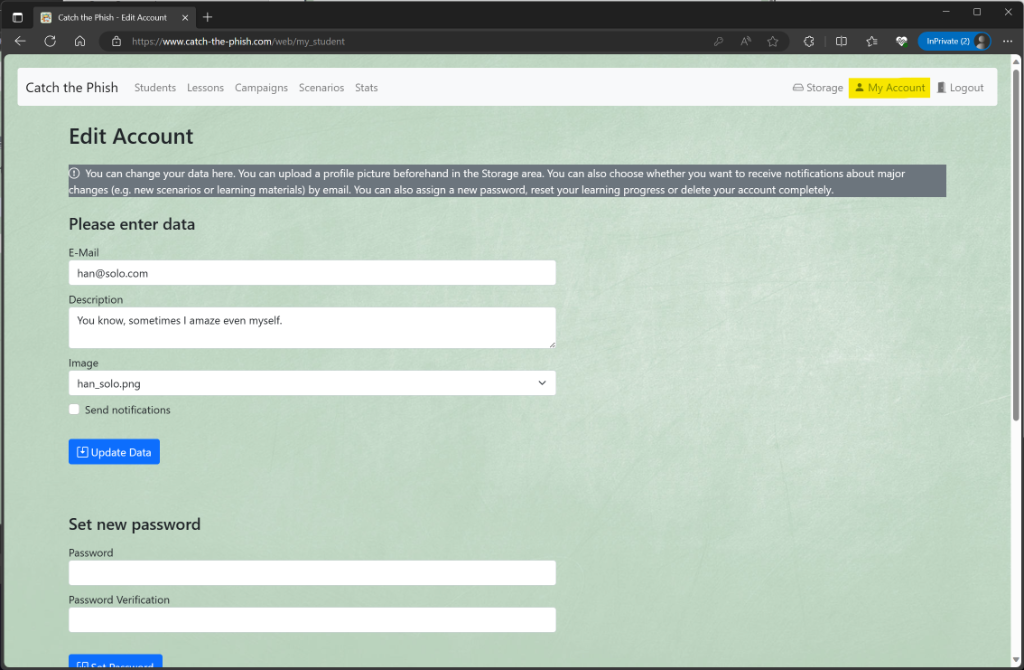 Catch the Phish - Edit Account
https://www.catch-the-phish.com/web/my_student
InPrivate (2)
Catch the Phish Students Lessons Campaigns Scenarios Stats Storage My Account Logout
Edit Account
You can change your data here. You can upload a profile picture beforehand in the Storage area. You can also choose whether you want to receive notifications about major
changes (e.g. new scenarios or learning materials) by email. You can also assign a new password, reset your learning progress or delete your account completely.
Please enter data
E-Mail
han@solo.com
Description
You know, sometimes I amaze even myself.
Image
han_solo.png
Send notifications
Update Data
Set new password
Password
Password Verification
Set Password